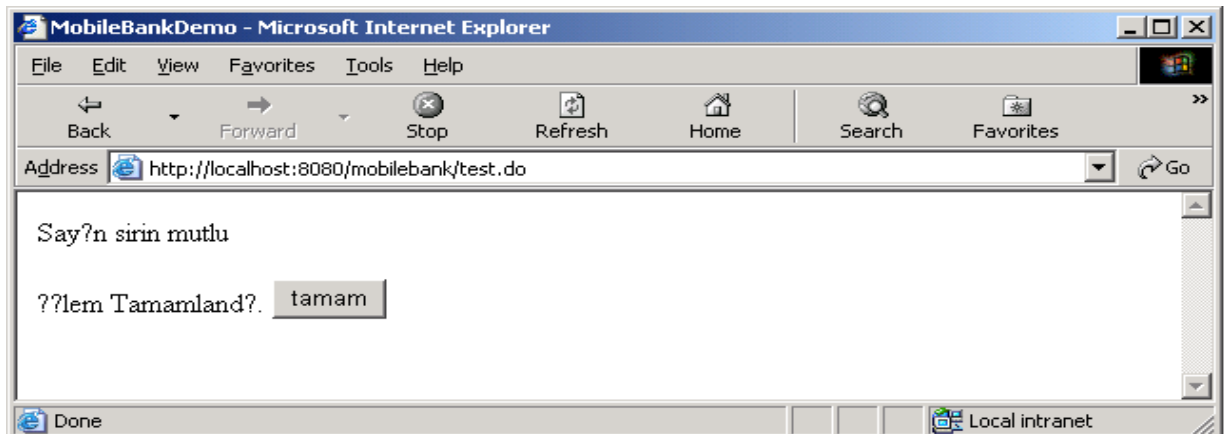 MobileBankDemo - Microsoft Internet Explorer
File Edit View Favorites Tools Help
Back Forward Stop Refresh Home Search Favorites »
Address http://localhost:8080/mobilebank/test.do Go
Say?n sirin mutlu
??lem Tamamland?. tamam
Done Local intranet